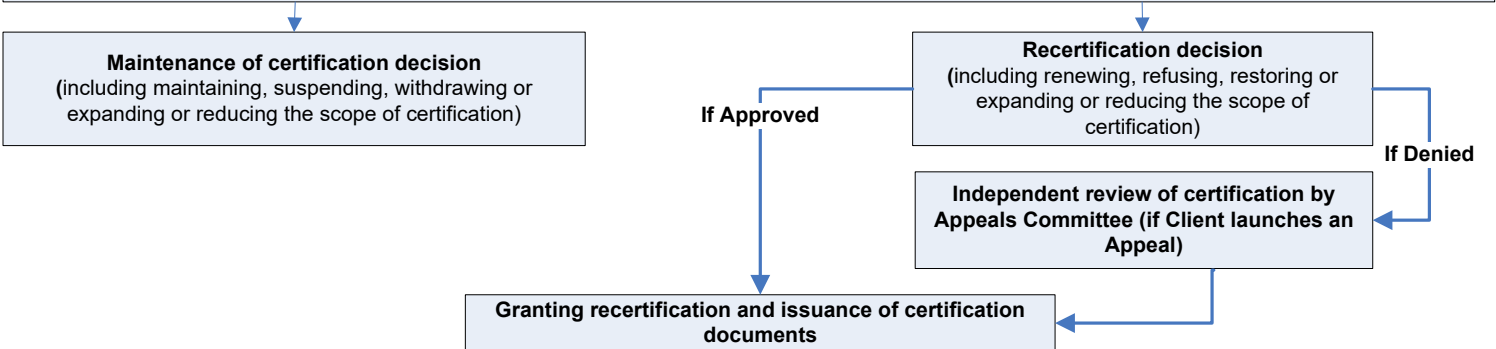 Maintenance of certification decision
(including maintaining, suspending, withdrawing or
expanding or reducing the scope of certification)
Recertification decision
(including renewing, refusing, restoring or
expanding or reducing the scope of
certification)
If Approved
If Denied
Independent review of certification by
Appeals Committee (if Client launches an
Appeal)
Granting recertification and issuance of certification
documents